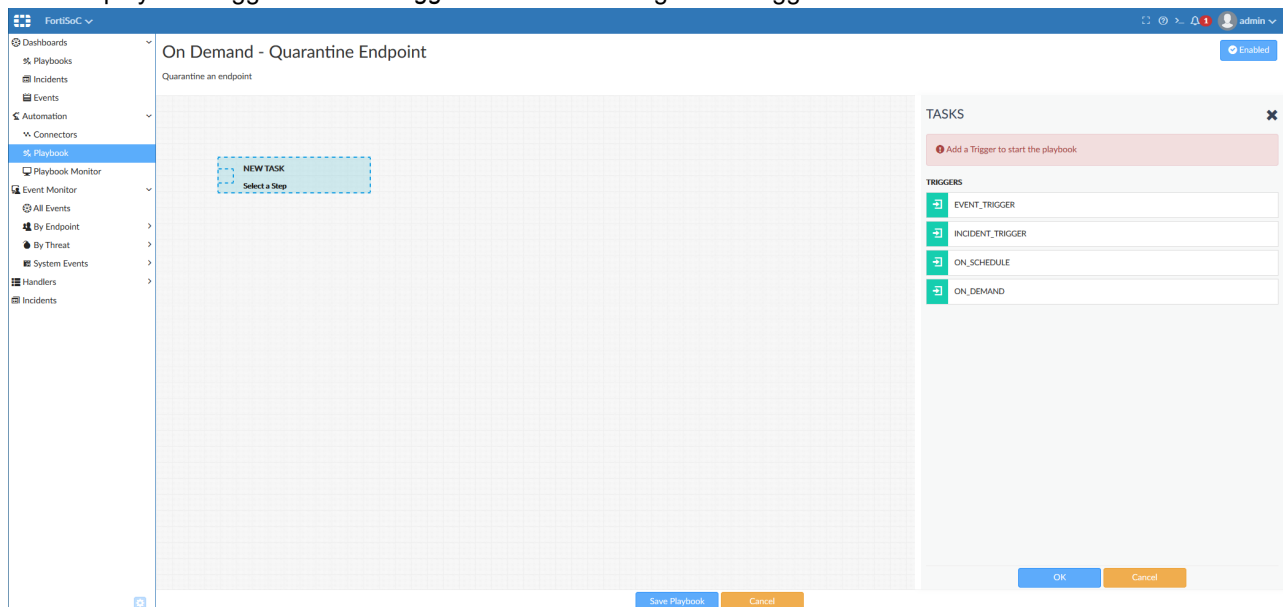 FortiSoC
1
admin
Dashboards
Playbooks
Incidents
Events
Automation
Connectors
Playbook
Playbook Monitor
Event Monitor
All Events
By Endpoint
By Threat
System Events
Handlers
Incidents
On Demand - Quarantine Endpoint
Enabled
Quarantine an endpoint
NEW TASK
Select a Step
TASKS
Add a Trigger to start the playbook
TRIGGERS
EVENT_TRIGGER
INCIDENT_TRIGGER
ON_SCHEDULE
ON_DEMAND
OK
Cancel
Save Playbook
Cancel